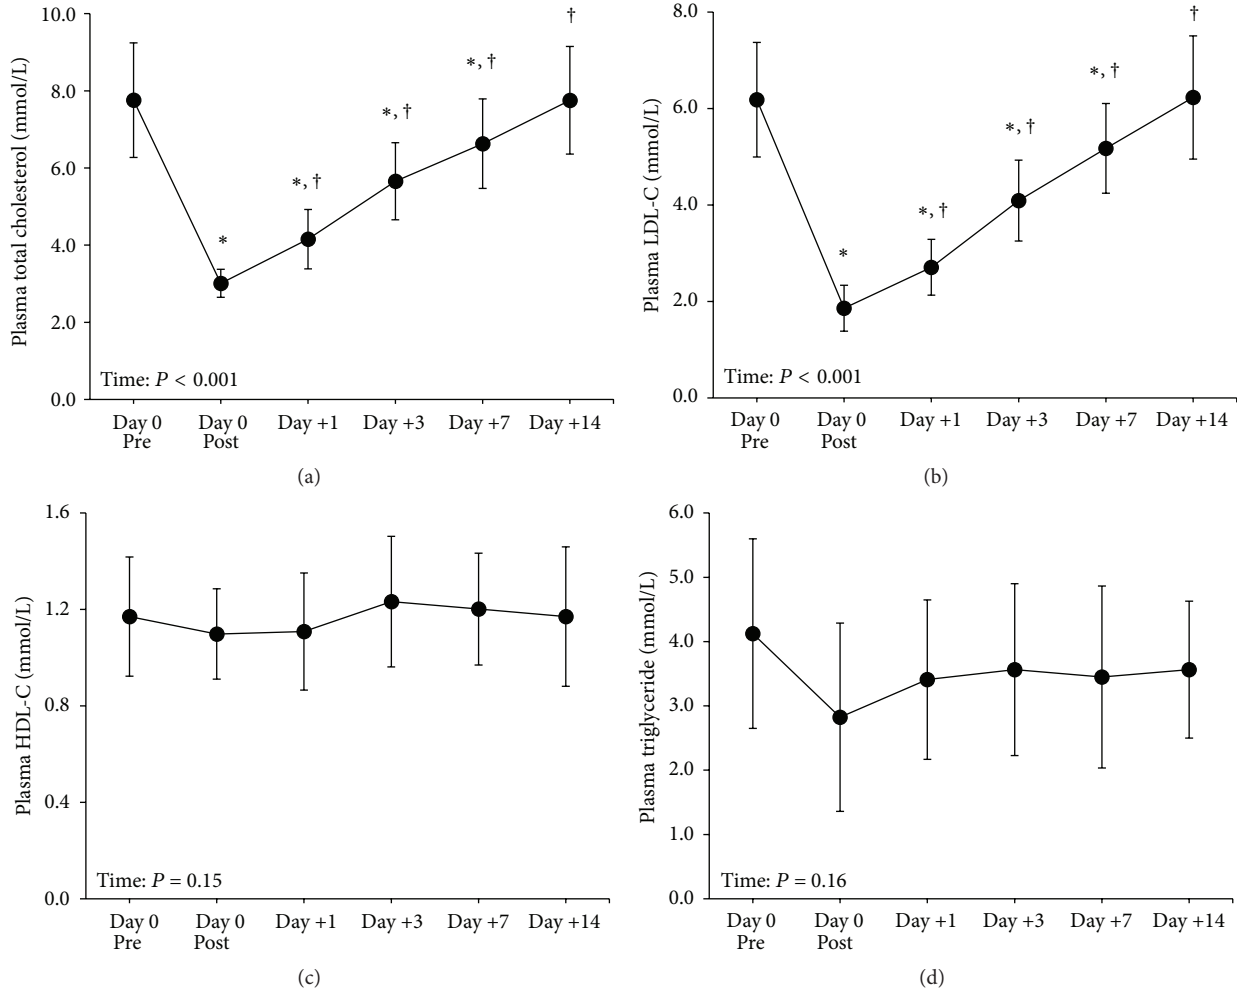 10.0
8.0
6.0
4.0
2.0
0.0
Plasma total cholesterol (mmol/L)
*
*, †
*, †
*, †
†
Time: P < 0.001
Day 0 Pre
Day 0 Post
Day +1
Day +3
Day +7
Day +14
(a)
8.0
6.0
4.0
2.0
0.0
Plasma LDL-C (mmol/L)
*
*, †
*, †
*, †
†
Time: P < 0.001
Day 0 Pre
Day 0 Post
Day +1
Day +3
Day +7
Day +14
(b)
1.6
1.2
0.8
0.4
0.0
Plasma HDL-C (mmol/L)
Time: P = 0.15
Day 0 Pre
Day 0 Post
Day +1
Day +3
Day +7
Day +14
(c)
6.0
5.0
4.0
3.0
2.0
1.0
0.0
Plasma triglyceride (mmol/L)
Time: P = 0.16
Day 0 Pre
Day 0 Post
Day +1
Day +3
Day +7
Day +14
(d)